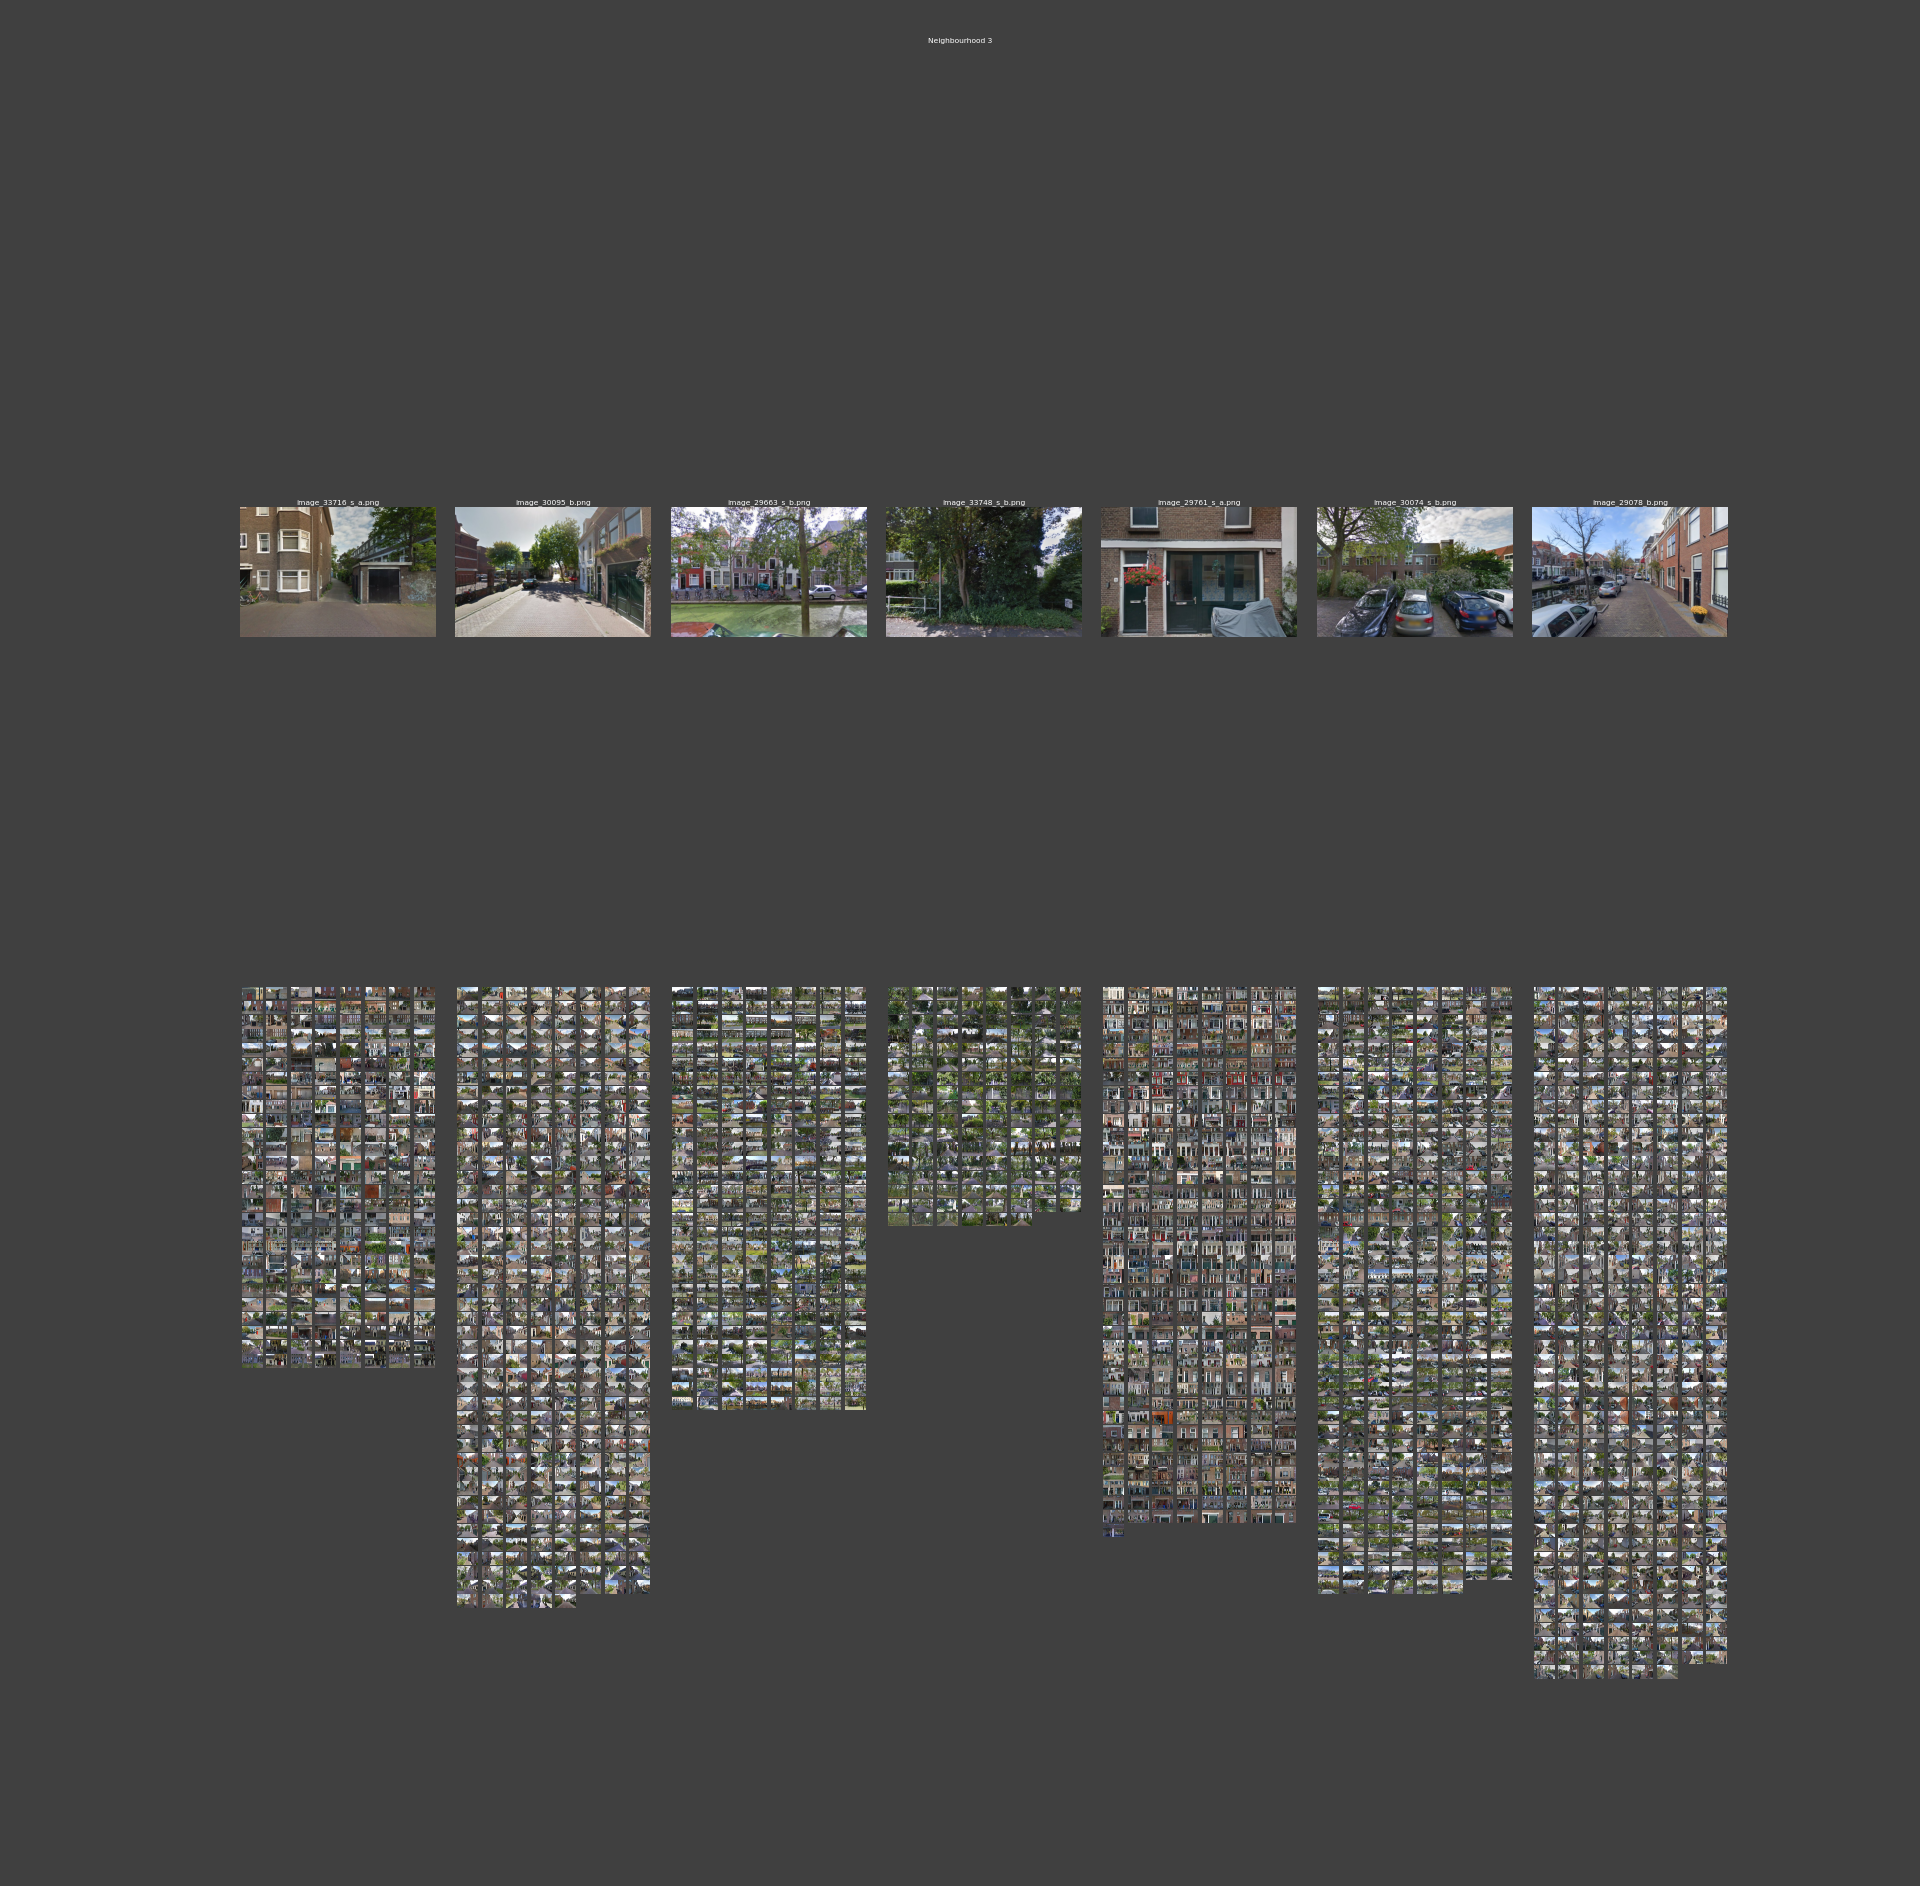 Neighbourhood 3
image_33716_s_a.png
image_30095_b.png
image_29663_s_b.png
image_33748_s_b.png
image_29761_s_a.png
image_30074_s_b.png
image_29078_b.png